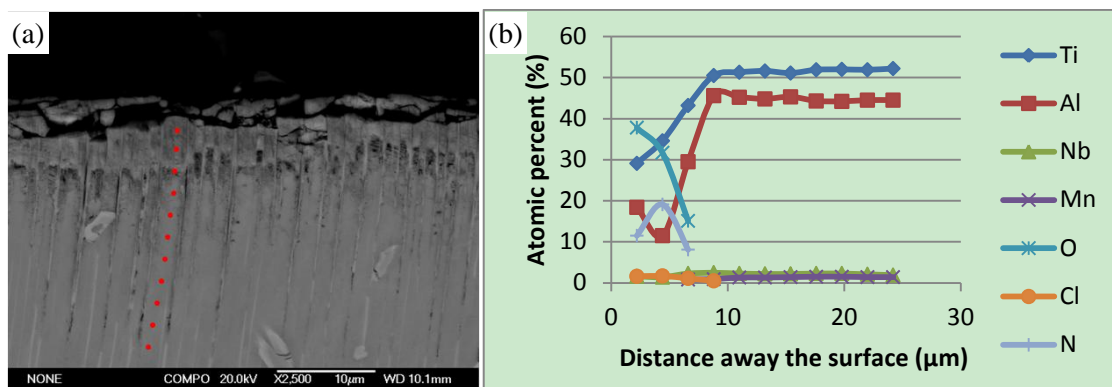 (a)
NONE COMPO 20.0kV X2,500 10µm WD 10.1mm
(b)
60
50
40
30
20
10
0
0 10 20 30
Atomic percent (%)
Distance away the surface (µm)
Ti
Al
Nb
Mn
O
Cl
N